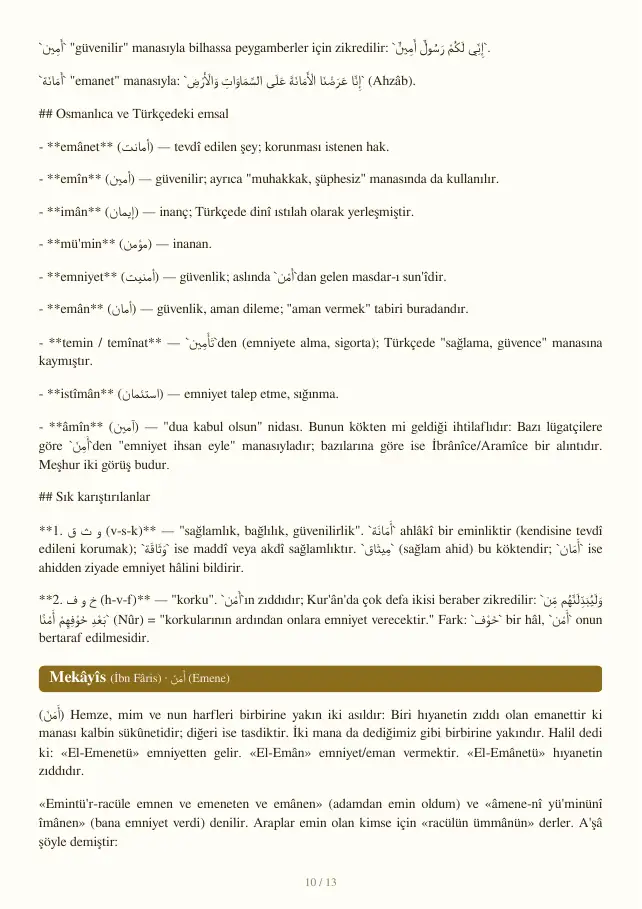 `أَمِين` "güvenilir" manasıyla bilhassa peygamberler için zikredilir: `إِنِّي لَكُمْ رَسُولٌ أَمِينٌ`.
`أَمَانَة` "emanet" manasıyla: `إِنَّا عَرَضْنَا الْأَمَانَةَ عَلَى السَّمَاوَاتِ وَالْأَرْضِ` (Ahzâb).
## Osmanlıca ve Türkçedeki emsal
- **emânet** (أمانت) — tevdî edilen şey; korunması istenen hak.
- **emîn** (أمين) — güvenilir; ayrıca "muhakkak, şüphesiz" manasında da kullanılır.
- **imân** (إيمان) — inanç; Türkçede dinî ıstılah olarak yerleşmiştir.
- **mü'min** (مؤمن) — inanan.
- **emniyet** (أمنيت) — güvenlik; aslında `أَمْن`dan gelen masdar-ı sun'îdir.
- **emân** (أمان) — güvenlik, aman dileme; "aman vermek" tabiri buradandır.
- **temin / temînat** — `تَأْمِين`den (emniyete alma, sigorta); Türkçede "sağlama, güvence" manasına
kaymıştır.
- **istîmân** (استئمان) — emniyet talep etme, sığınma.
- **âmîn** (آمين) — "dua kabul olsun" nidası. Bunun kökten mi geldiği ihtilaflıdır: Bazı lügatçilere
göre `أَمِنَ`den "emniyet ihsan eyle" manasıyladır; bazılarına göre ise İbrânîce/Aramîce bir alıntıdır.
Meşhur iki görüş budur.
## Sık karıştırılanlar
**1. و ث ق (v-s-k)** — "sağlamlık, bağlılık, güvenilirlik". `أَمَانَة` ahlâkî bir eminliktir (kendisine tevdî
edileni korumak); `وَثَاقَة` ise maddî veya akdî sağlamlıktır. `مِيثَاق` (sağlam ahid) bu köktendir; `أَمَان` ise
ahidden ziyade emniyet hâlini bildirir.
**2. خ و ف (h-v-f)** — "korku". `أَمْن`ın zıddıdır; Kur'ân'da çok defa ikisi beraber zikredilir: `وَلَيُبَدِّلَنَّهُم مِّن
بَعْدِ خَوْفِهِمْ أَمْنًا` (Nûr) = "korkularının ardından onlara emniyet verecektir." Fark: `خَوْف` bir hâl, `أَمْن` onun
bertaraf edilmesidir.
Mekâyîs (İbn Fâris) · أَمَنَ (Emene)
(أَمَنَ) Hemze, mim ve nun harfleri birbirine yakın iki asıldır: Biri hıyanetin zıddı olan emanettir ki
manası kalbin sükûnetidir; diğeri ise tasdiktir. İki mana da dediğimiz gibi birbirine yakındır. Halil dedi
ki: «El-Emenetü» emniyetten gelir. «El-Emân» emniyet/eman vermektir. «El-Emânetü» hıyanetin
zıddıdır.
«Emintü'r-racüle emnen ve emeneten ve emânen» (adamdan emin oldum) ve «âmene-nî yü'minünî
îmânen» (bana emniyet verdi) denilir. Araplar emin olan kimse için «racülün ümmânün» derler. A'şâ
şöyle demiştir:
10 / 13